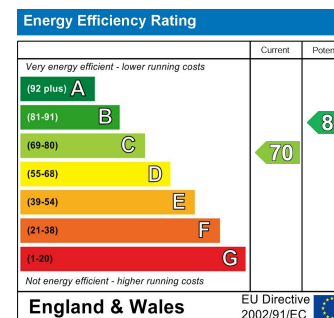 Energy Efficiency Rating
Current
Very energy efficient - lower running costs
(92 plus) A
(81-91) B
(69-80) C
(55-68) D
(39-54) E
(21-38) F
(1-20) G
70
Not energy efficient - higher running costs
England & Wales
EU Directive
2002/91/EC